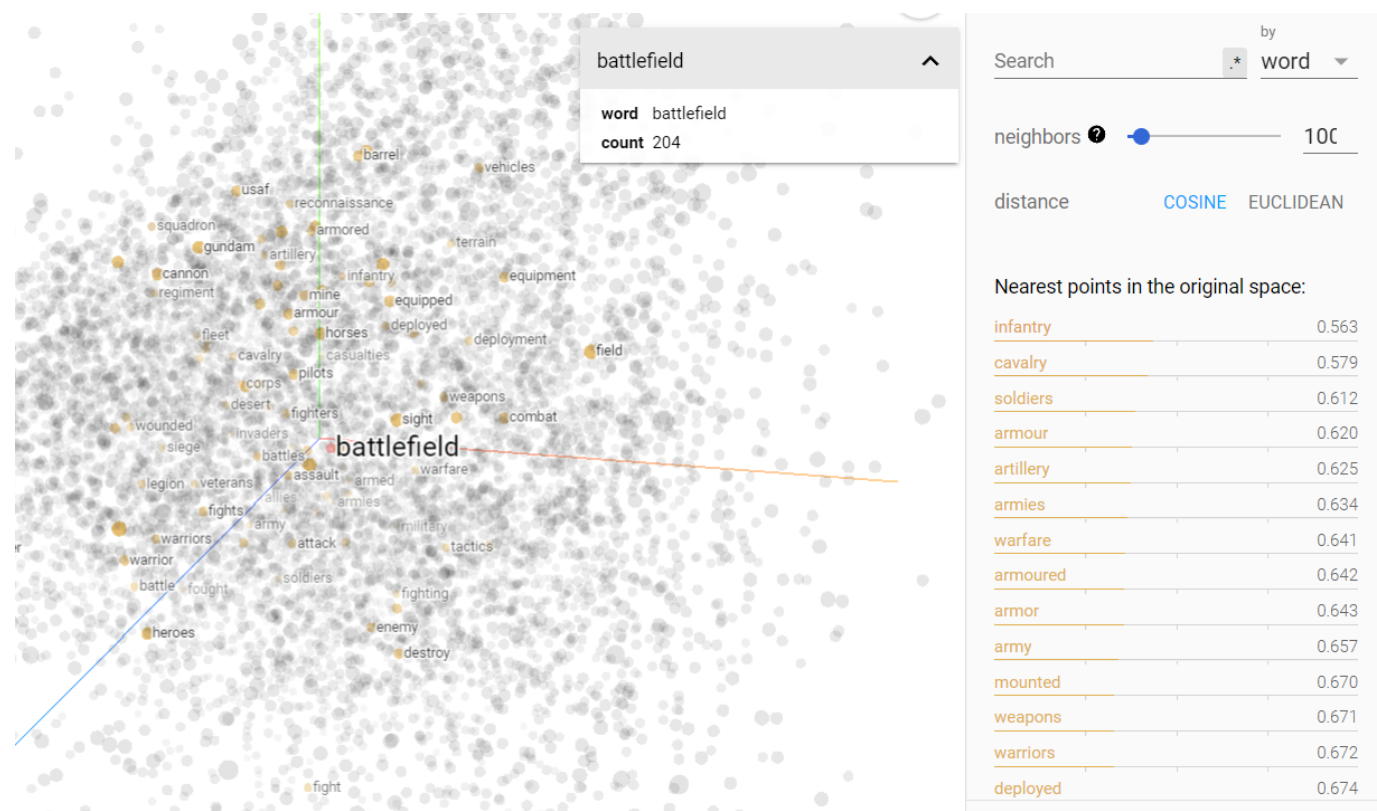 battlefield
word battlefield
count 204
barrel
vehicles
usaf
reconnaissance
squadron
armored
gundam
terrain
artillery
cannon
infantry
equipment
regiment
mine
equipped
armour
deployed
fleet
horses
deployment
field
cavalry
casualties
pilots
corps
weapons
desert
fighters
sight
combat
wounded
invaders
siege
battlefield
battles
warfare
assault
armed
legion
veterans
allies
armies
fights
army
military
warriors
attack
tactics
warrior
soldiers
battle
fought
fighting
enemy
heroes
destroy
fight
by
Search .* word
neighbors ? 100
distance COSINE EUCLIDEAN
Nearest points in the original space:
infantry 0.563
cavalry 0.579
soldiers 0.612
armour 0.620
artillery 0.625
armies 0.634
warfare 0.641
armoured 0.642
armor 0.643
army 0.657
mounted 0.670
weapons 0.671
warriors 0.672
deployed 0.674